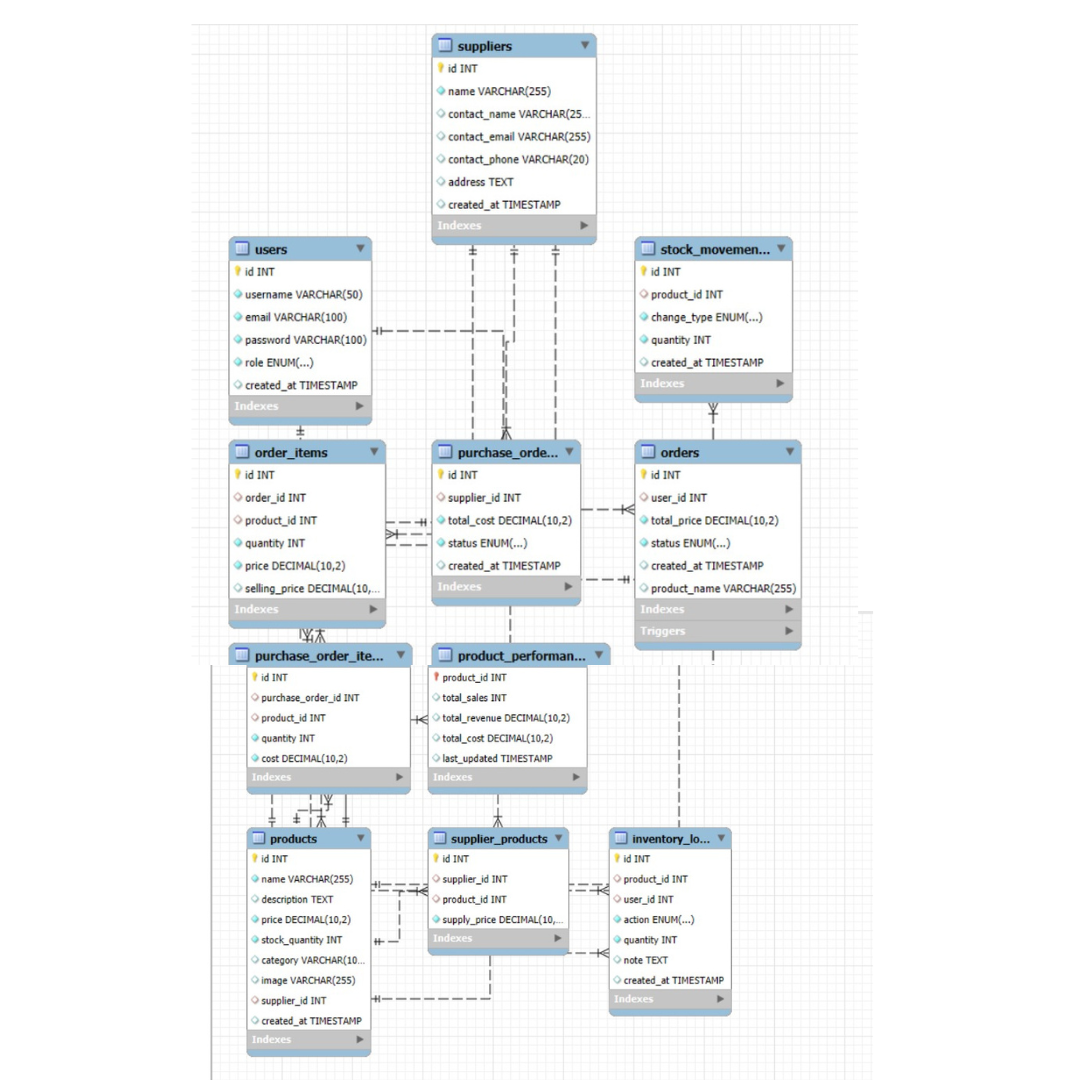 suppliers
id INT
name VARCHAR(255)
contact_name VARCHAR(25...
contact_email VARCHAR(255)
contact_phone VARCHAR(20)
address TEXT
created_at TIMESTAMP
Indexes
users
id INT
username VARCHAR(50)
email VARCHAR(100)
password VARCHAR(100)
role ENUM(...)
created_at TIMESTAMP
Indexes
stock_movemen...
id INT
product_id INT
change_type ENUM(...)
quantity INT
created_at TIMESTAMP
Indexes
order_items
id INT
order_id INT
product_id INT
quantity INT
price DECIMAL(10,2)
selling_price DECIMAL(10,...
Indexes
purchase_orde...
id INT
supplier_id INT
total_cost DECIMAL(10,2)
status ENUM(...)
created_at TIMESTAMP
Indexes
orders
id INT
user_id INT
total_price DECIMAL(10,2)
status ENUM(...)
created_at TIMESTAMP
product_name VARCHAR(255)
Indexes
Triggers
purchase_order_ite...
id INT
purchase_order_id INT
product_id INT
quantity INT
cost DECIMAL(10,2)
Indexes
product_performan...
product_id INT
total_sales INT
total_revenue DECIMAL(10,2)
total_cost DECIMAL(10,2)
last_updated TIMESTAMP
Indexes
products
id INT
name VARCHAR(255)
description TEXT
price DECIMAL(10,2)
stock_quantity INT
category VARCHAR(10...
image VARCHAR(255)
supplier_id INT
created_at TIMESTAMP
Indexes
supplier_products
id INT
supplier_id INT
product_id INT
supply_price DECIMAL(10,...
Indexes
inventory_lo...
id INT
product_id INT
user_id INT
action ENUM(...)
quantity INT
note TEXT
created_at TIMESTAMP
Indexes